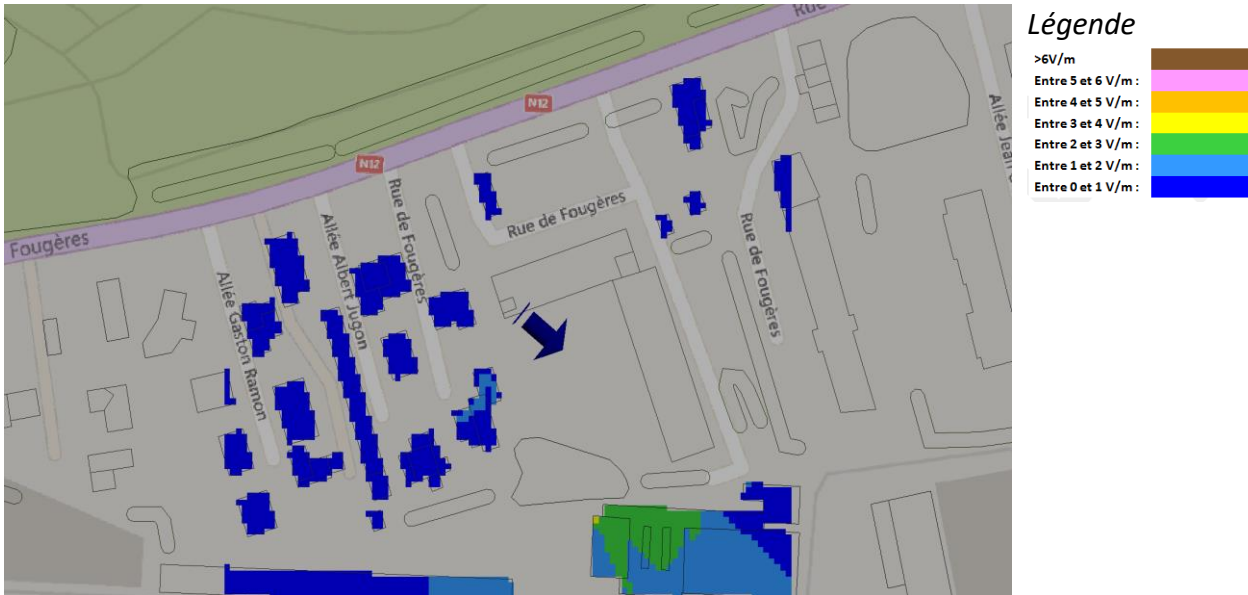 Légende
>6V/m
Entre 5 et 6 V/m :
Entre 4 et 5 V/m :
Entre 3 et 4 V/m :
Entre 2 et 3 V/m :
Entre 1 et 2 V/m :
Entre 0 et 1 V/m :
Rue
N12
N12
Fougères
Allée Gaston Ramon
Allée Albert Jugon
Rue de Fougères
Rue de Fougères
Rue de Fougères
Allée Jean